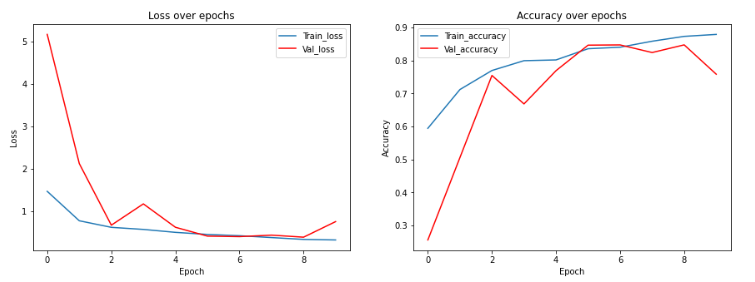 Loss over epochs
Train_loss
Val_loss
5
4
3
2
1
Loss
0 2 4 6 8
Epoch
Accuracy over epochs
Train_accuracy
Val_accuracy
0.9
0.8
0.7
0.6
0.5
0.4
0.3
Accuracy
0 2 4 6 8
Epoch